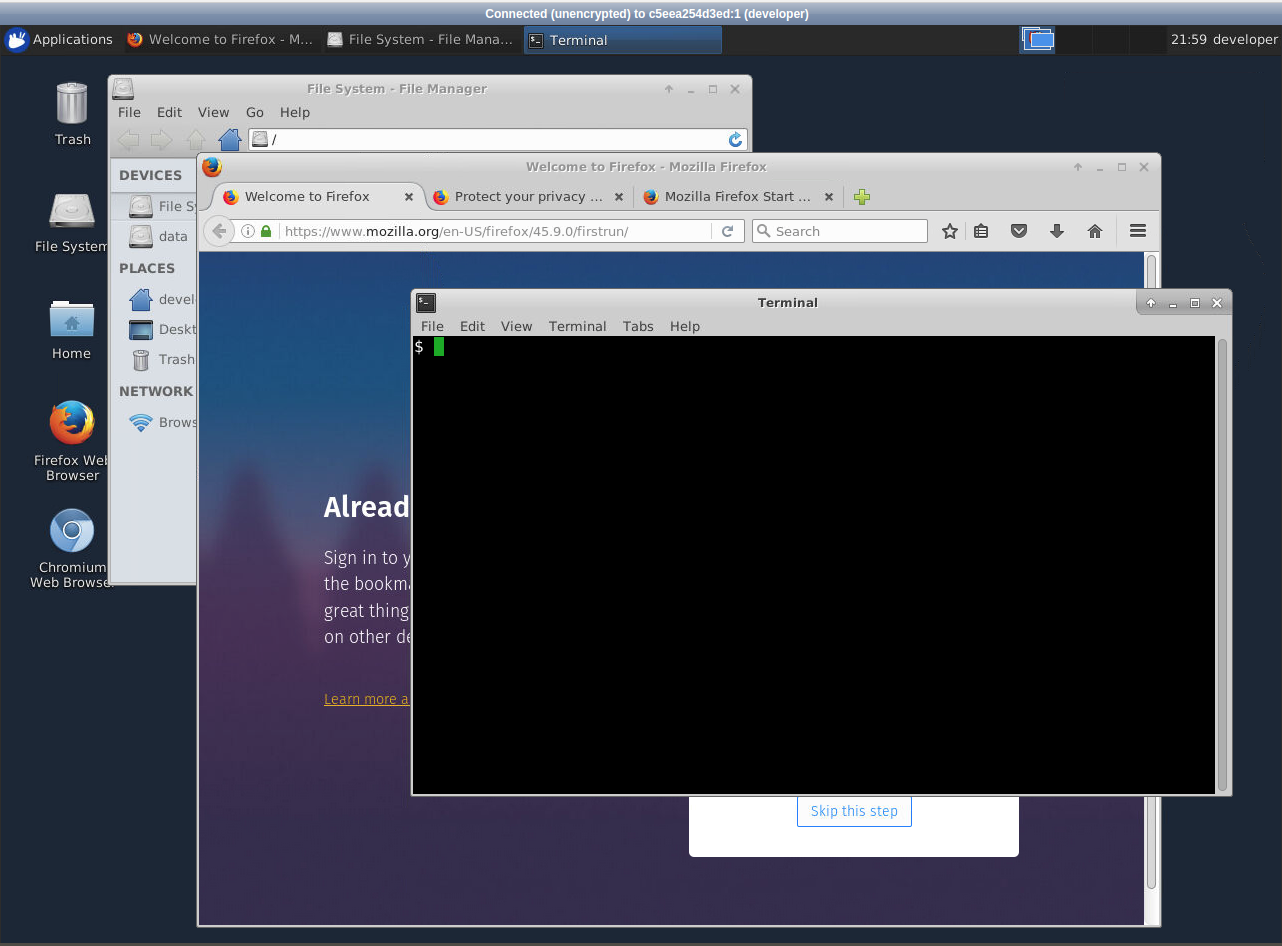 Connected (unencrypted) to c5eea254d3ed:1 (developer)
Applications Welcome to Firefox - M... File System - File Mana... Terminal 21:59 developer
Trash
File System
Home
Firefox Web
Browser
Chromium
Web Browse
File System - File Manager
File Edit View Go Help
/
DEVICES
File S
data
PLACES
devel
Deskt
Trash
NETWORK
Brows
Welcome to Firefox - Mozilla Firefox
Welcome to Firefox Protect your privacy ... Mozilla Firefox Start ...
https://www.mozilla.org/en-US/firefox/45.9.0/firstrun/ Search
Alread
Sign in to y
the bookma
great thing
on other de
Learn more a
Skip this step
Terminal
File Edit View Terminal Tabs Help
$